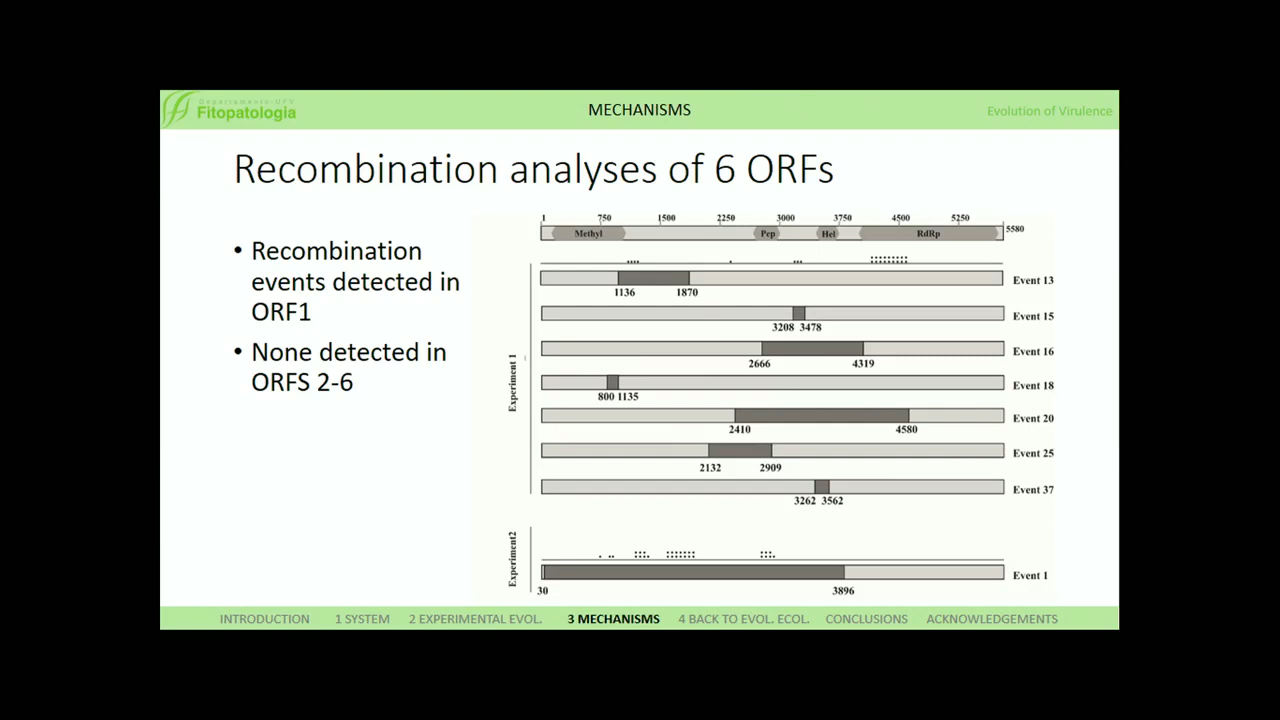 Departamento-UFV
Fitopatologia
MECHANISMS
Evolution of Virulence
Recombination analyses of 6 ORFs
• Recombination
events detected in
ORF1
• None detected in
ORFS 2-6
1 750 1500 2250 3000 3750 4500 5250
Methyl Pep Hel RdRp 5580
Experiment 1
Event 13
1136 1870
Event 15
3208 3478
Event 16
2666 4319
Event 18
800 1135
Event 20
2410 4580
Event 25
2132 2909
Event 37
3262 3562
Experiment2
Event 1
30 3896
INTRODUCTION 1 SYSTEM 2 EXPERIMENTAL EVOL. 3 MECHANISMS 4 BACK TO EVOL. ECOL. CONCLUSIONS ACKNOWLEDGEMENTS